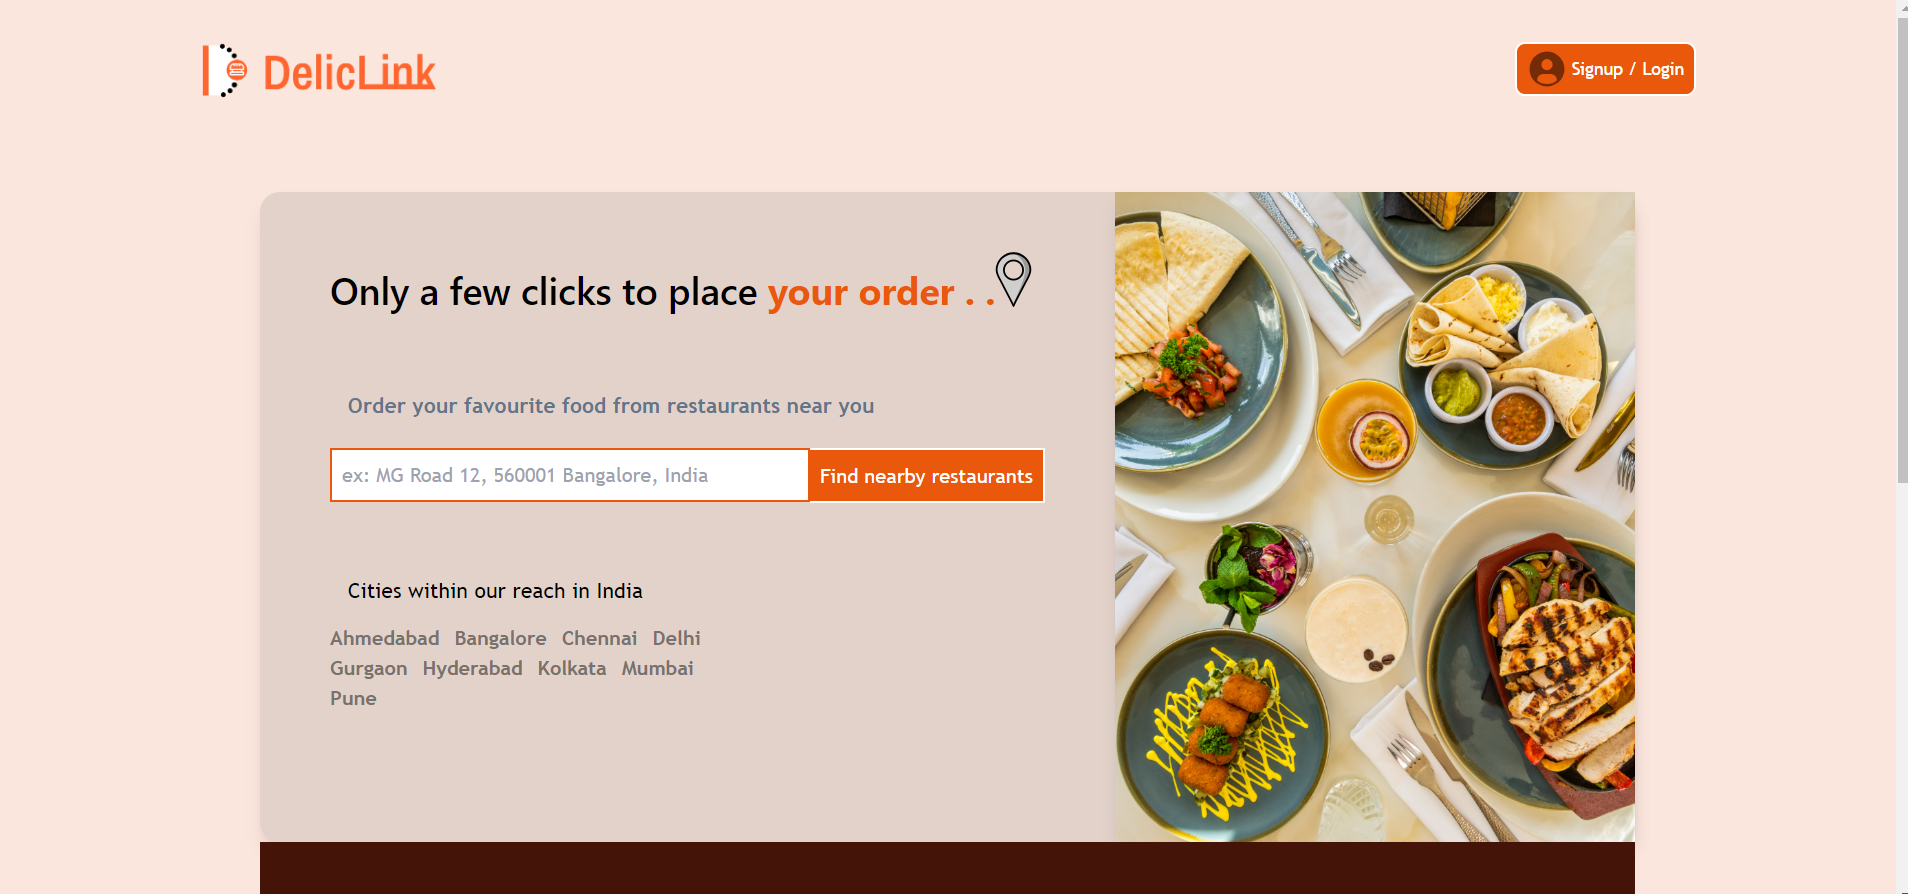 DelicLink
Signup / Login
Only a few clicks to place your order . .
Order your favourite food from restaurants near you
ex: MG Road 12, 560001 Bangalore, India
Find nearby restaurants
Cities within our reach in India
Ahmedabad Bangalore Chennai Delhi
Gurgaon Hyderabad Kolkata Mumbai
Pune